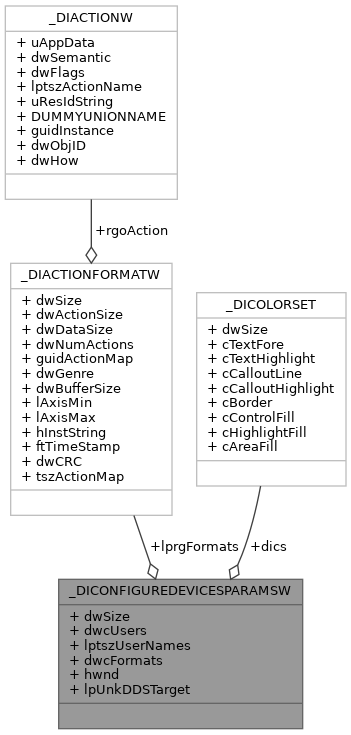 _DIACTIONW
+ uAppData
+ dwSemantic
+ dwFlags
+ lptszActionName
+ uResIdString
+ DUMMYUNIONNAME
+ guidInstance
+ dwObjID
+ dwHow
+rgoAction
_DIACTIONFORMATW
+ dwSize
+ dwActionSize
+ dwDataSize
+ dwNumActions
+ guidActionMap
+ dwGenre
+ dwBufferSize
+ lAxisMin
+ lAxisMax
+ hInstString
+ ftTimeStamp
+ dwCRC
+ tszActionMap
_DICOLORSET
+ dwSize
+ cTextFore
+ cTextHighlight
+ cCalloutLine
+ cCalloutHighlight
+ cBorder
+ cControlFill
+ cHighlightFill
+ cAreaFill
+lprgFormats
+dics
_DICONFIGUREDEVICESPARAMSW
+ dwSize
+ dwcUsers
+ lptszUserNames
+ dwcFormats
+ hwnd
+ lpUnkDDSTarget